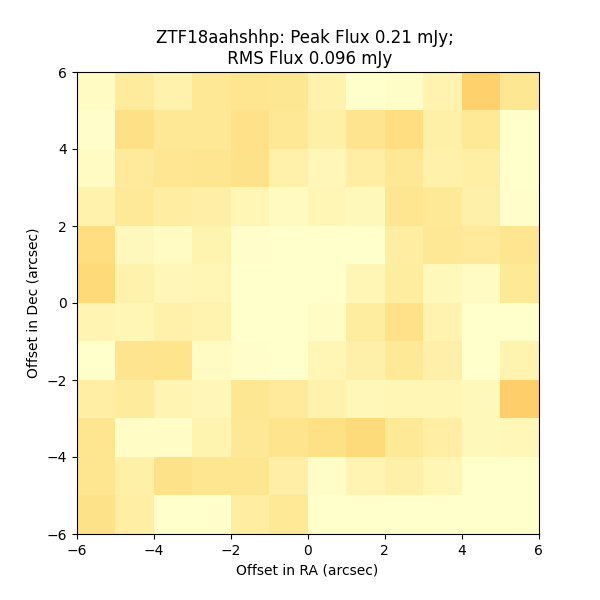 ZTF18aahshhp: Peak Flux 0.21 mJy;
RMS Flux 0.096 mJy
6
4
2
0
−2
−4
−6
Offset in Dec (arcsec)
−6 −4 −2 0 2 4 6
Offset in RA (arcsec)